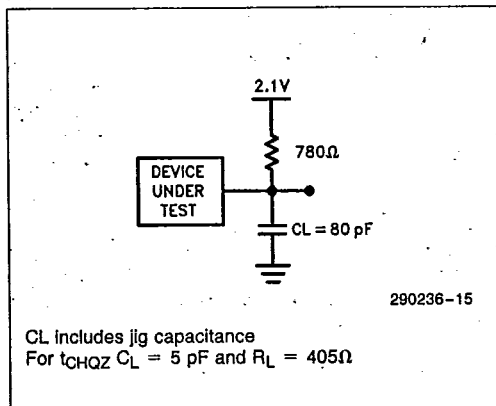 2.1V
780Ω
DEVICE
UNDER
TEST
CL = 80 pF
290236-15
CL includes jig capacitance
For tCHQZ CL = 5 pF and RL = 405Ω